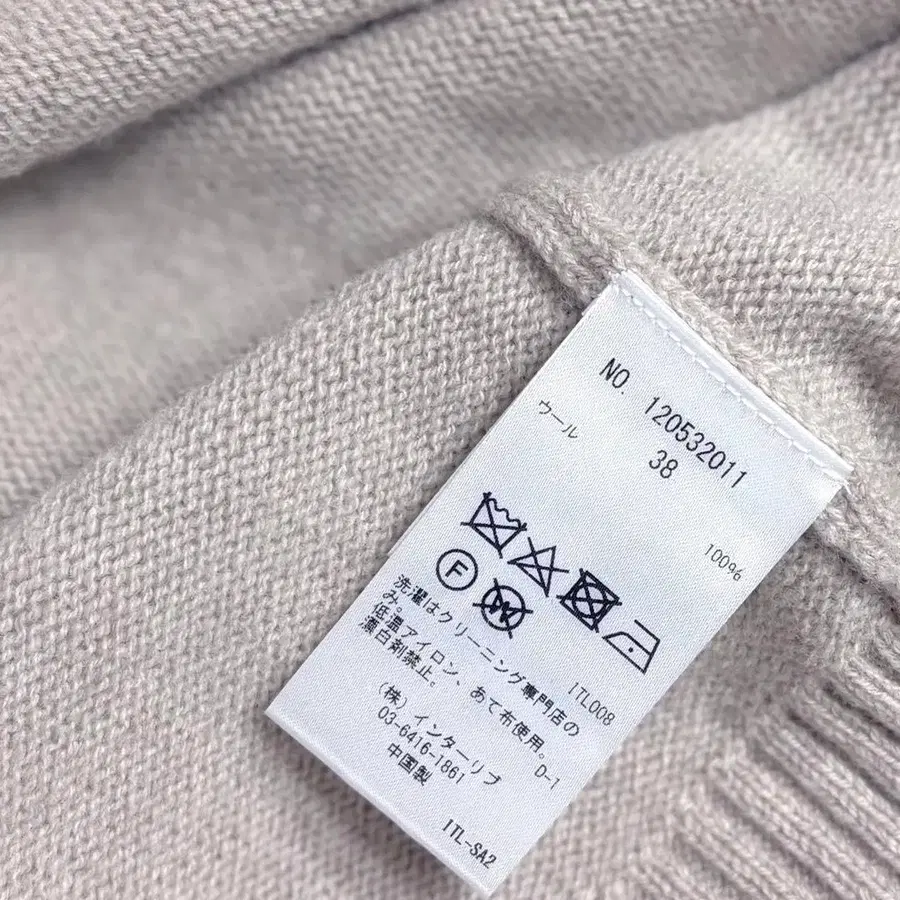 NO. 120532011
38
ウール 100%
F
W
ITL008
洗濯はクリーニング専門店の
み。
低温アイロン、あて布使用。
漂白剤禁止。
D-1
(株)インターリブ
03-6416-1861
中国製
ITL-SA2